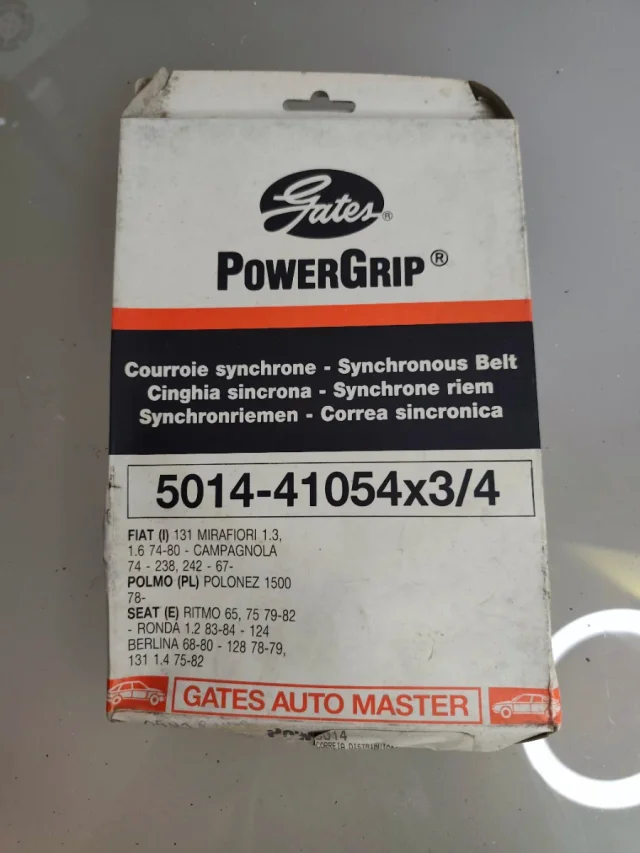 Gates®
POWERGRIP®
Courroie synchrone - Synchronous Belt
Cinghia sincrona - Synchrone riem
Synchronriemen - Correa sincronica
5014-41054x3/4
FIAT (I) 131 MIRAFIORI 1.3,
1.6 74-80 - CAMPAGNOLA
74 - 238, 242 - 67-
POLMO (PL) POLONEZ 1500
78-
SEAT (E) RITMO 65, 75 79-82
- RONDA 1.2 83-84 - 124
BERLINA 68-80 - 128 78-79,
131 1.4 75-82
GATES AUTO MASTER
5014
CORREIA